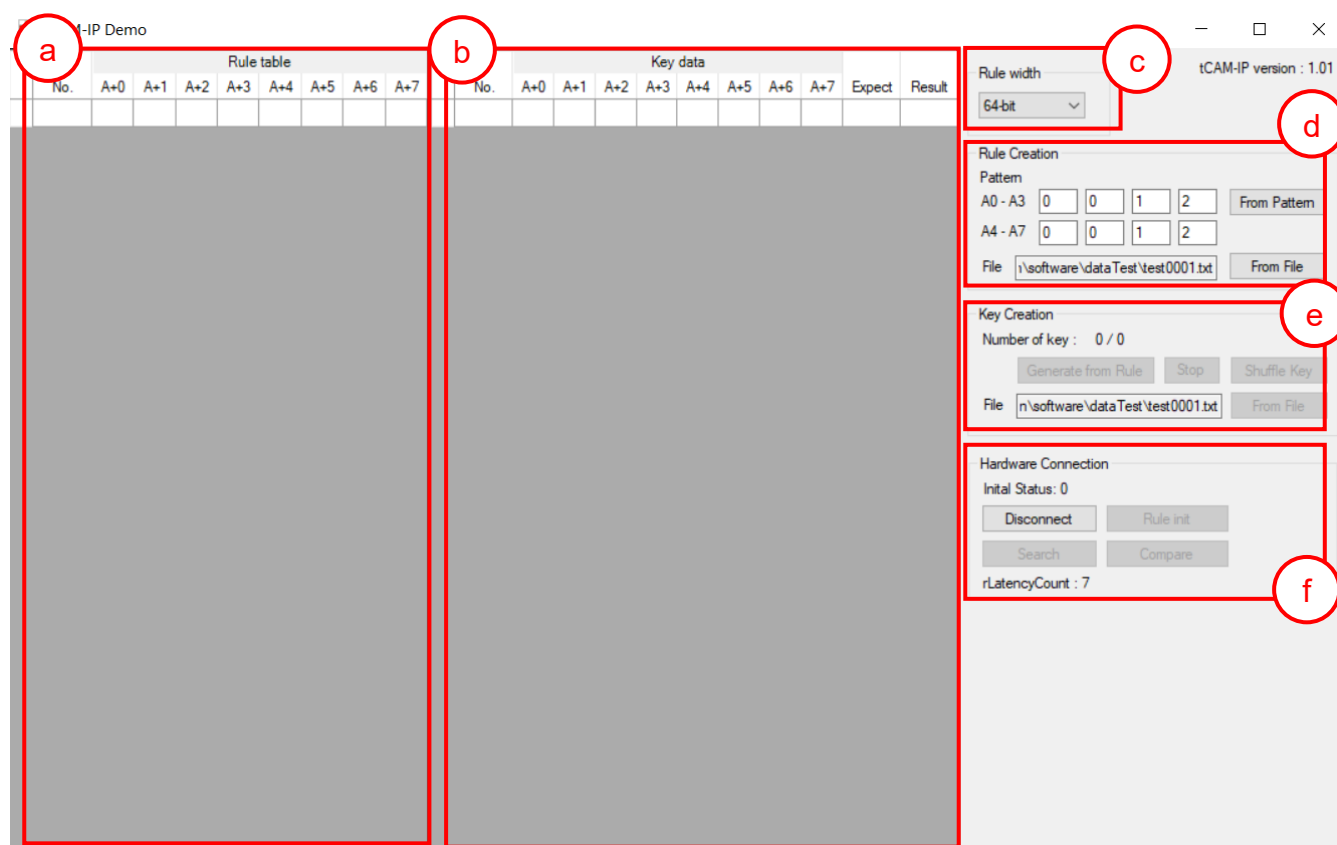 -IP Demo
a
b
c
d
e
f
Rule table
No. A+0 A+1 A+2 A+3 A+4 A+5 A+6 A+7
Key data
No. A+0 A+1 A+2 A+3 A+4 A+5 A+6 A+7 Expect Result
Rule width
64-bit
tCAM-IP version : 1.01
Rule Creation
Pattern
A0 - A3 0 0 1 2 From Pattern
A4 - A7 0 0 1 2
File \software\dataTest\test0001.txt From File
Key Creation
Number of key : 0 / 0
Generate from Rule Stop Shuffle Key
File n\software\dataTest\test0001.txt From File
Hardware Connection
Inital Status: 0
Disconnect Rule init
Search Compare
rLatencyCount : 7